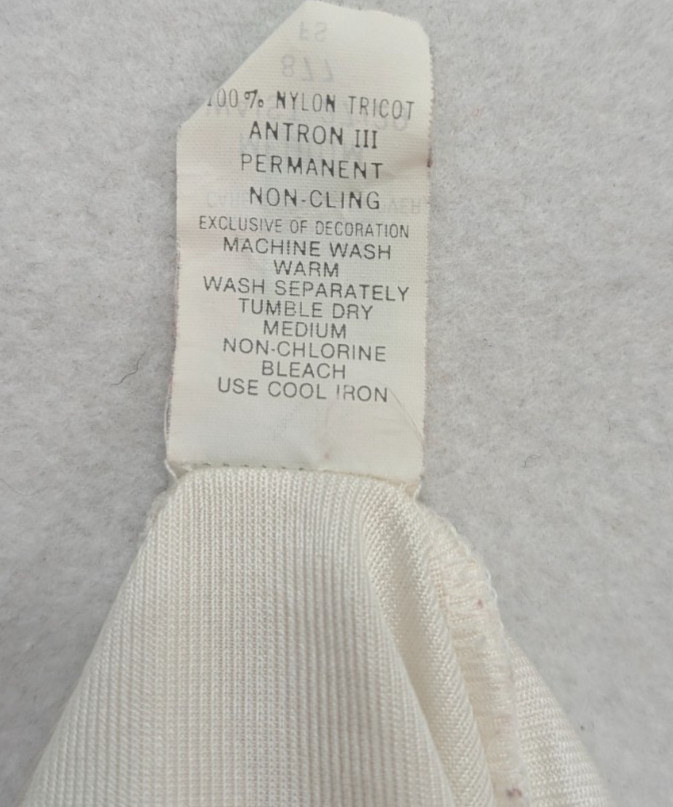 100% NYLON TRICOT
ANTRON III
PERMANENT
NON-CLING
EXCLUSIVE OF DECORATION
MACHINE WASH
WARM
WASH SEPARATELY
TUMBLE DRY
MEDIUM
NON-CHLORINE
BLEACH
USE COOL IRON